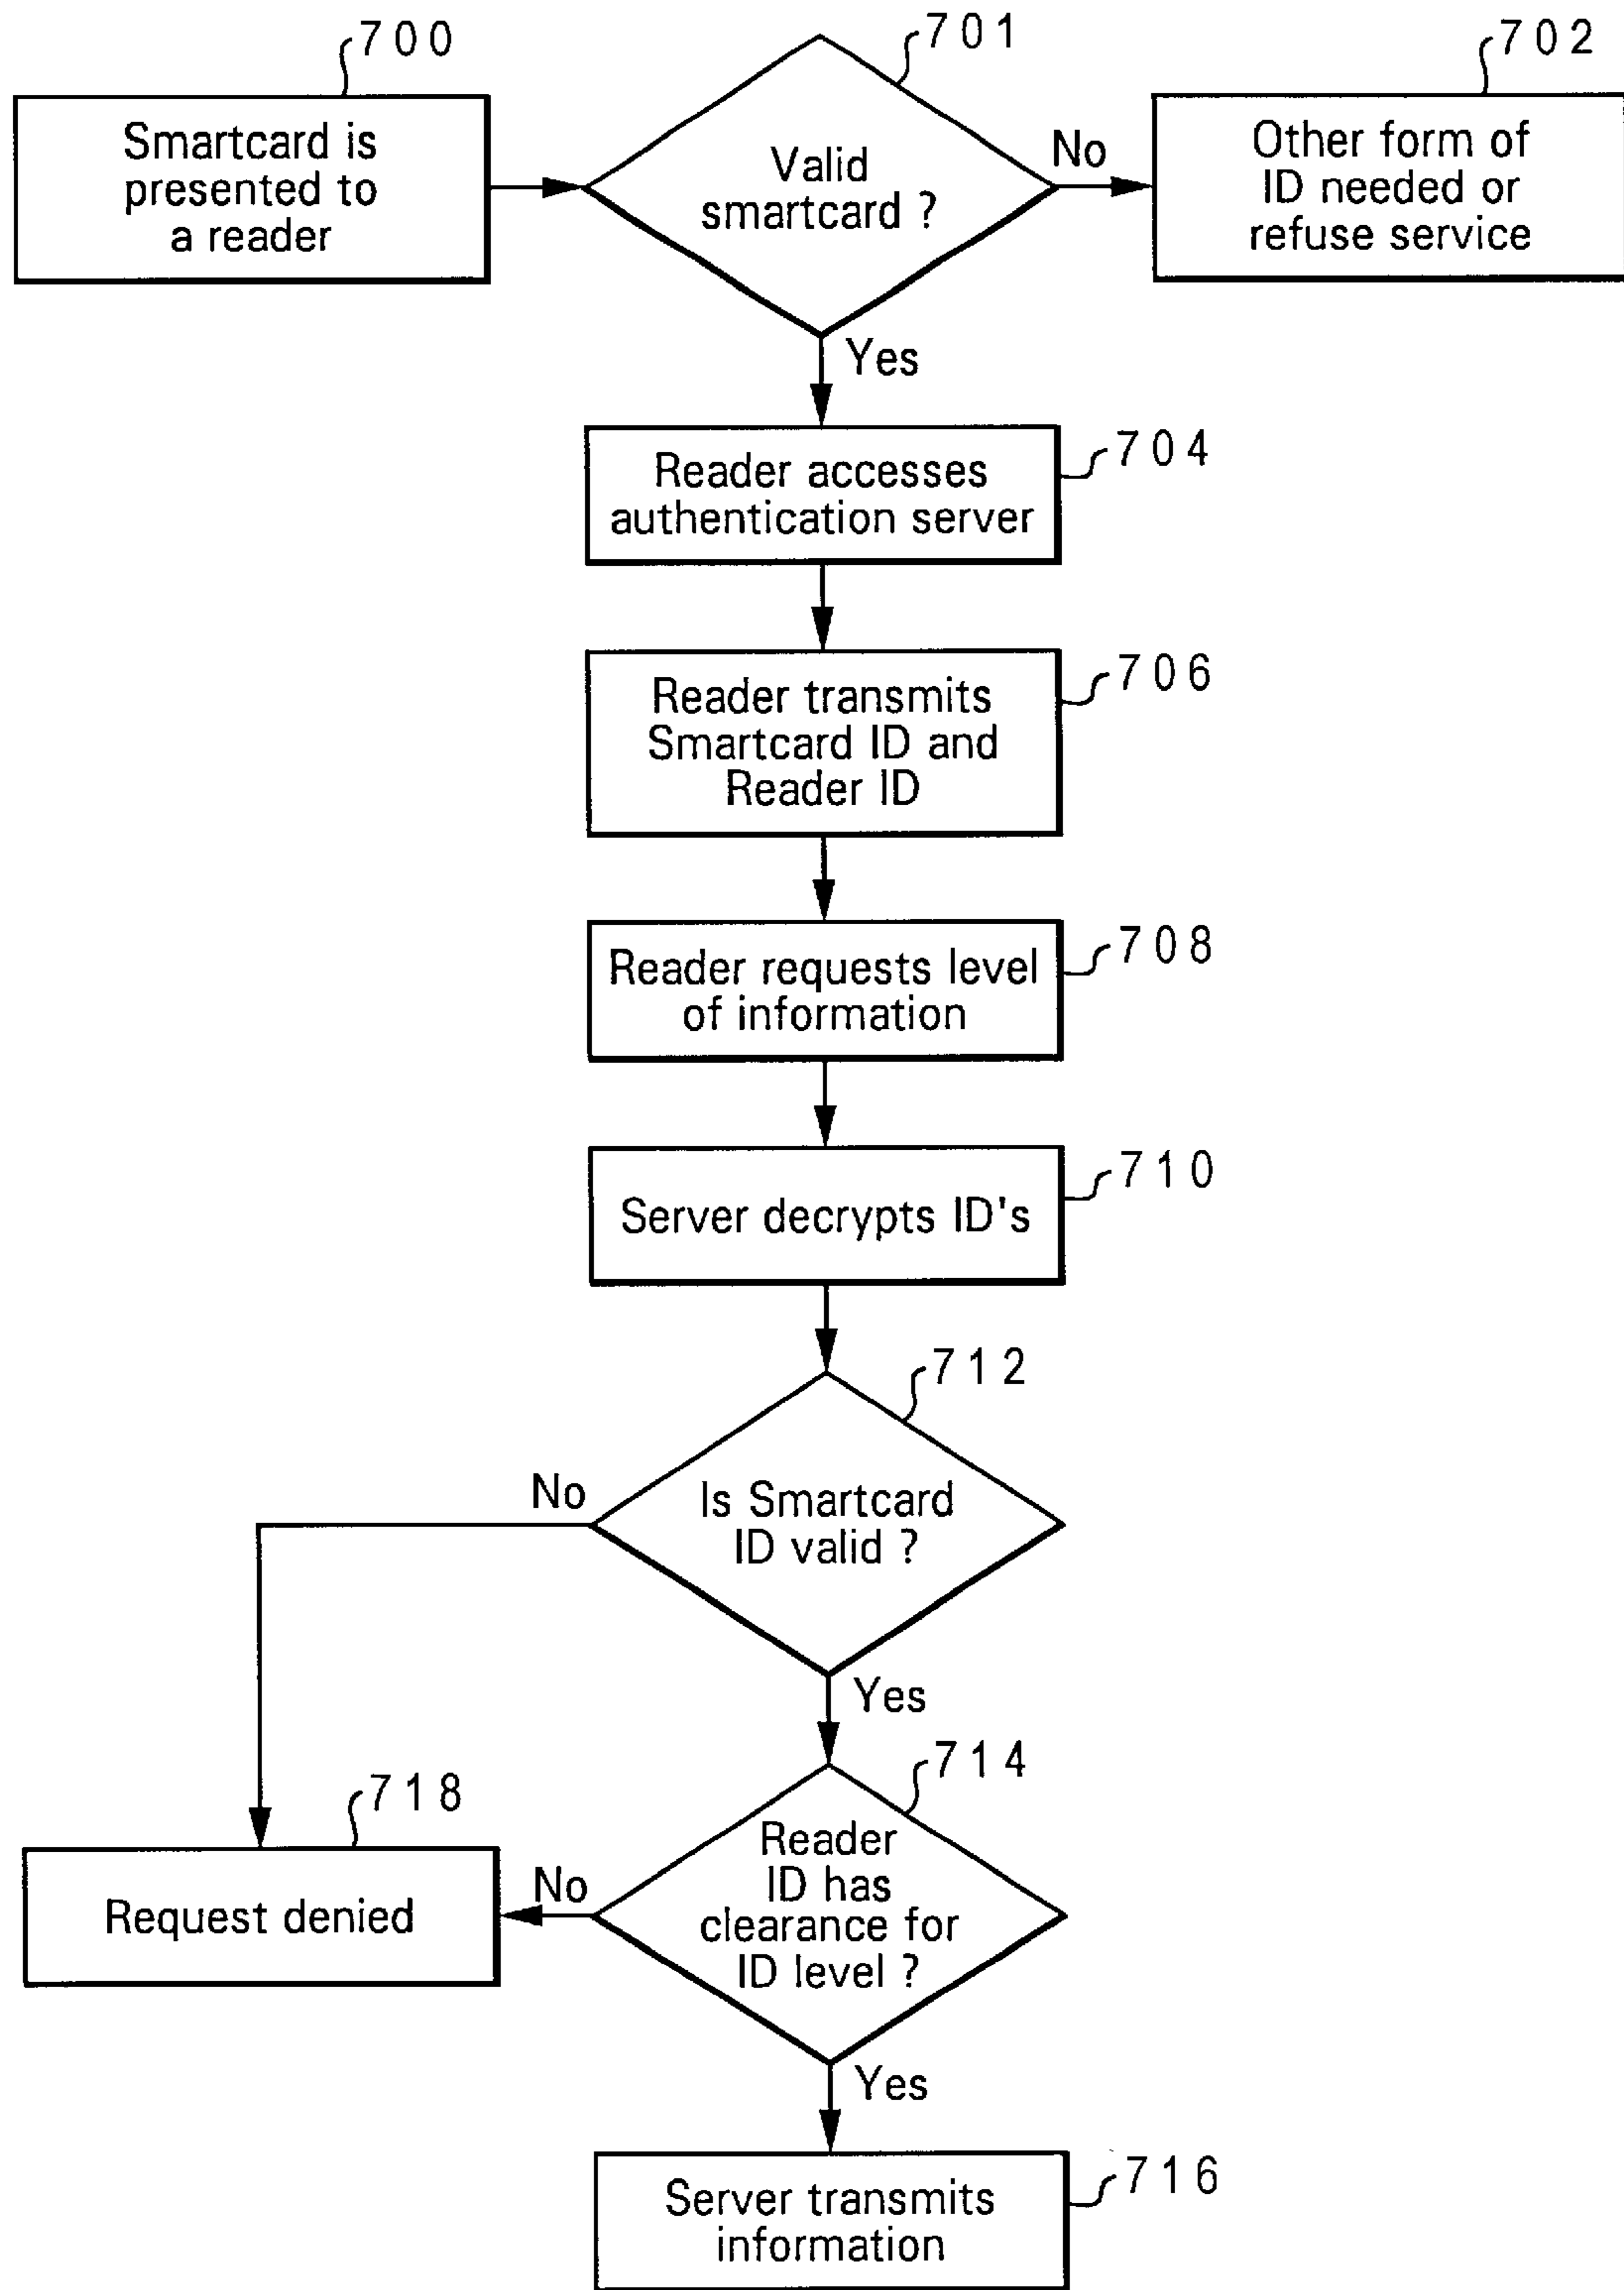 700
Smartcard is
presented to
a reader
701
Valid
smartcard ?
No
702
Other form of
ID needed or
refuse service
Yes
704
Reader accesses
authentication server
706
Reader transmits
Smartcard ID and
Reader ID
708
Reader requests level
of information
710
Server decrypts ID's
712
Is Smartcard
ID valid ?
No
Yes
714
Reader
ID has
clearance for
ID level ?
No
718
Request denied
Yes
716
Server transmits
information